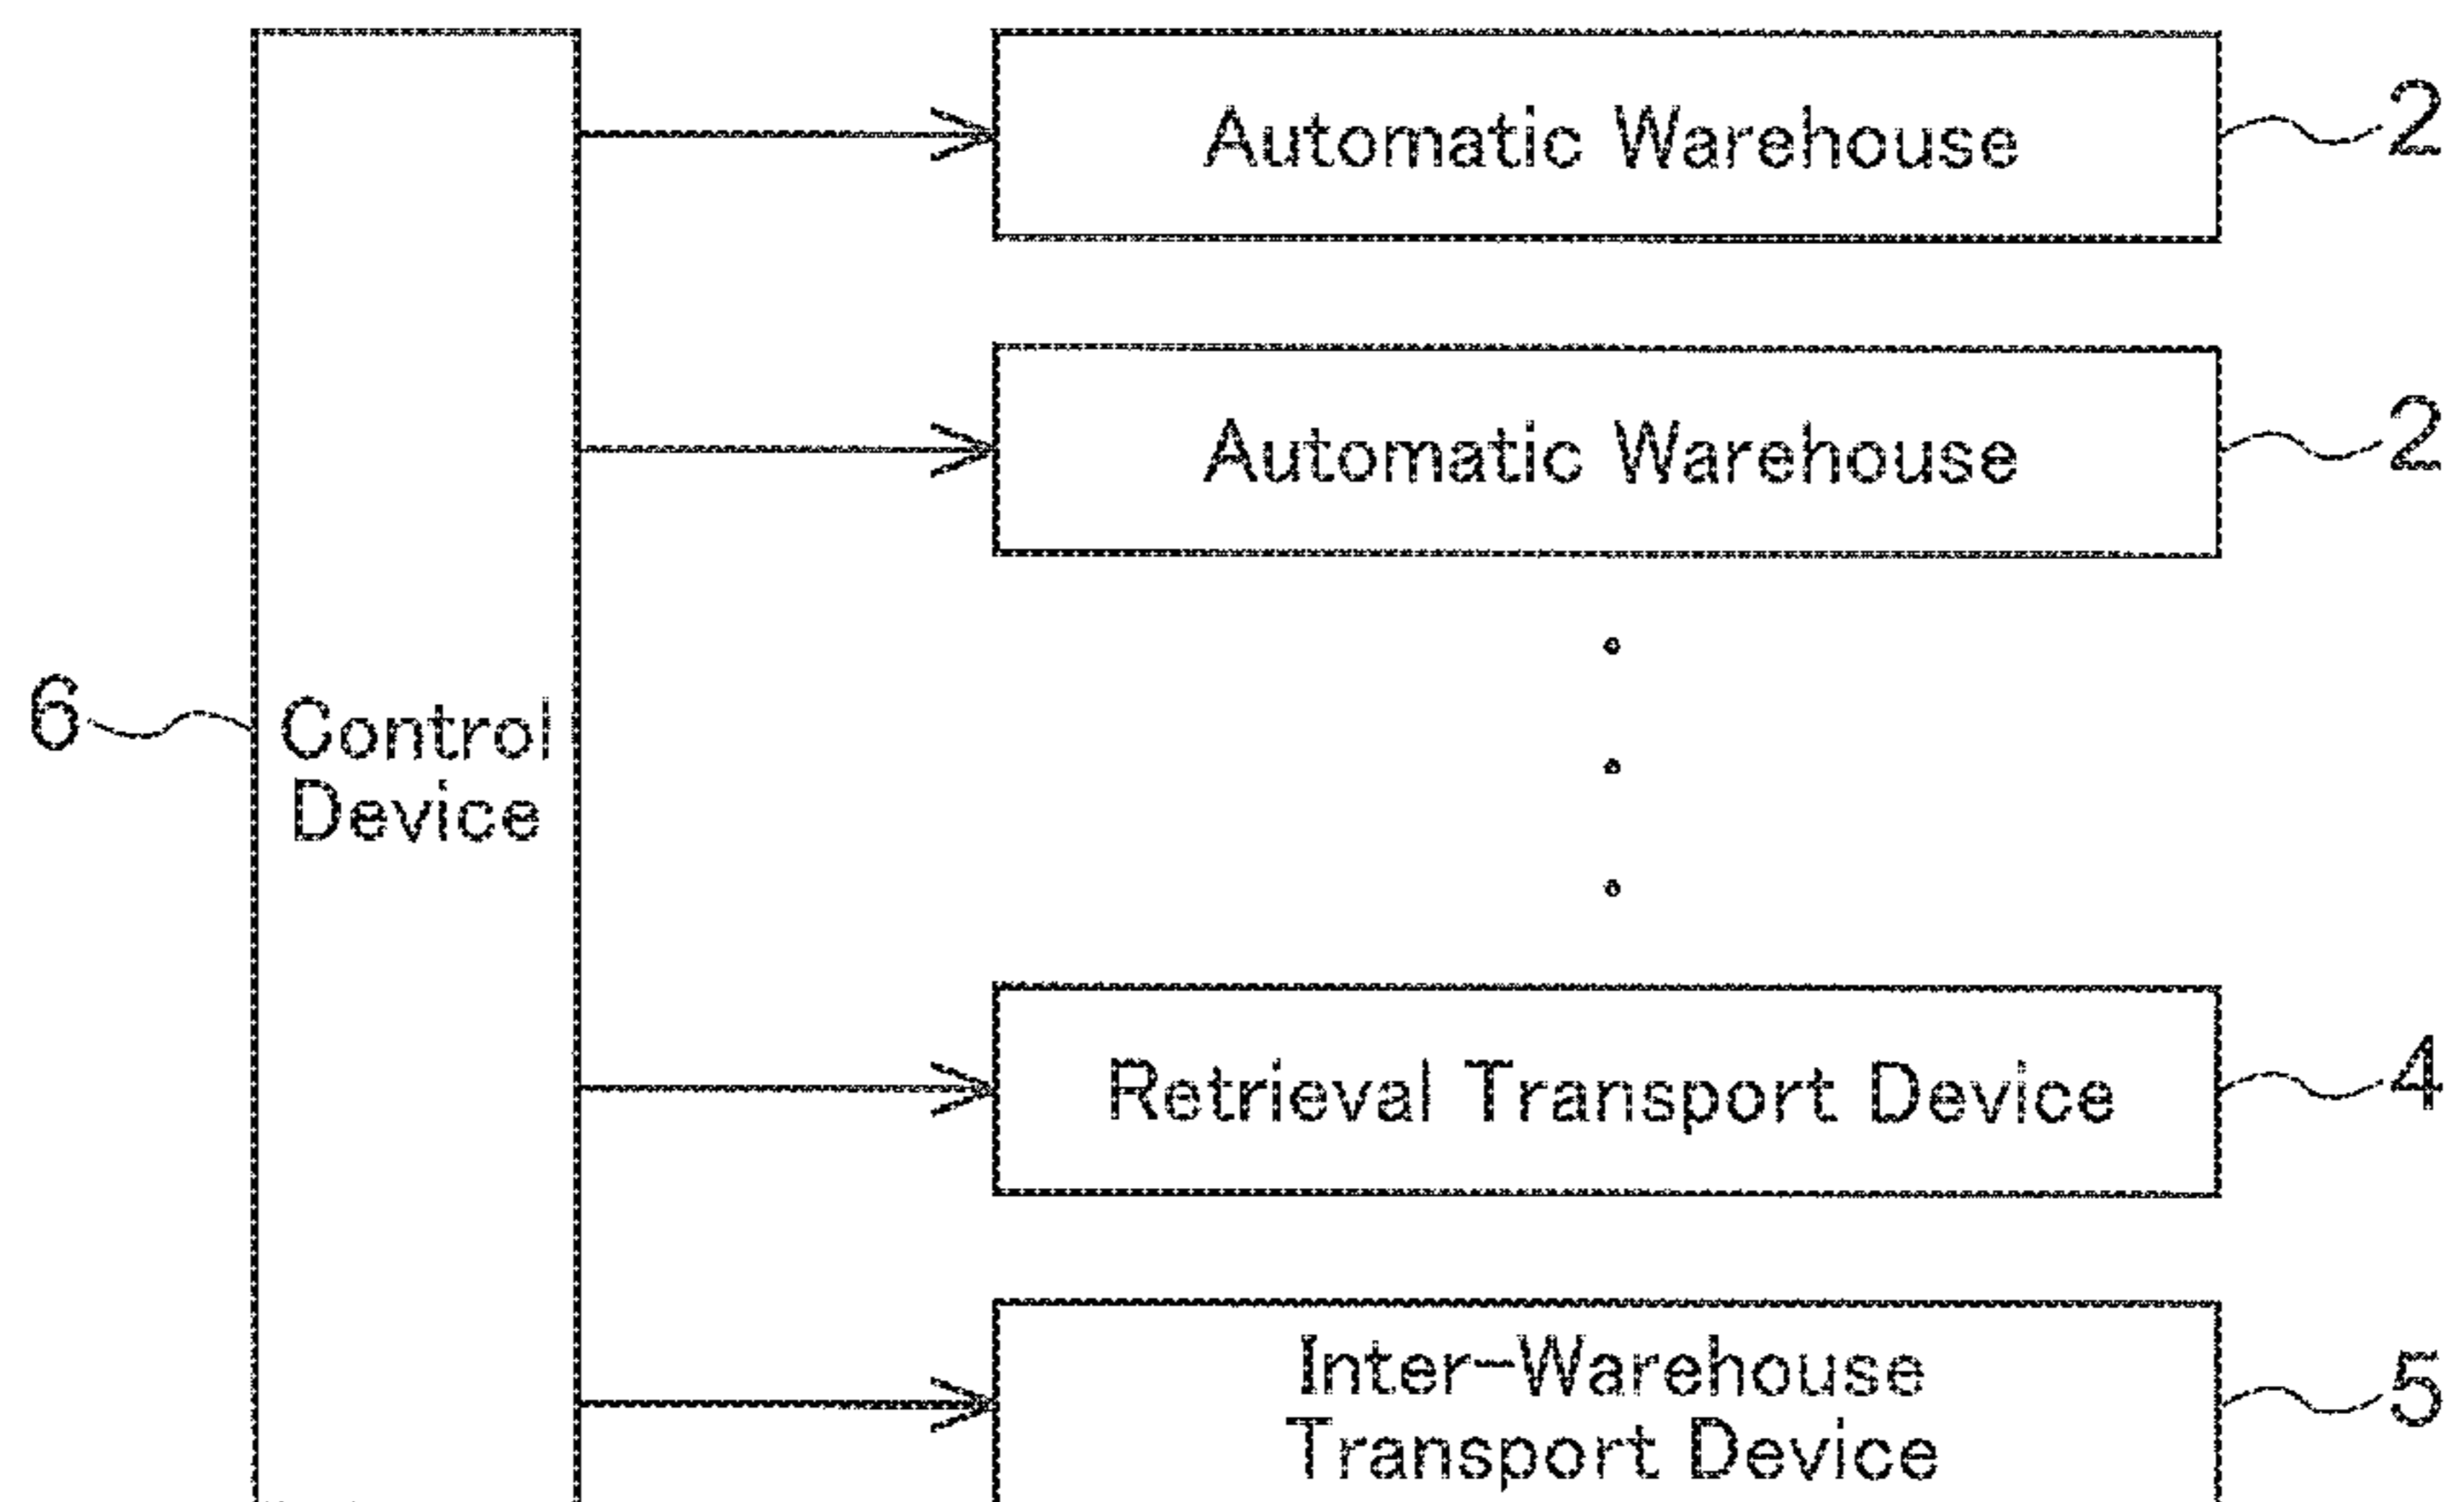 Automatic Warehouse 2
Automatic Warehouse 2
6 Control
Device
Retrieval Transport Device 4
Inter-Warehouse
Transport Device 5